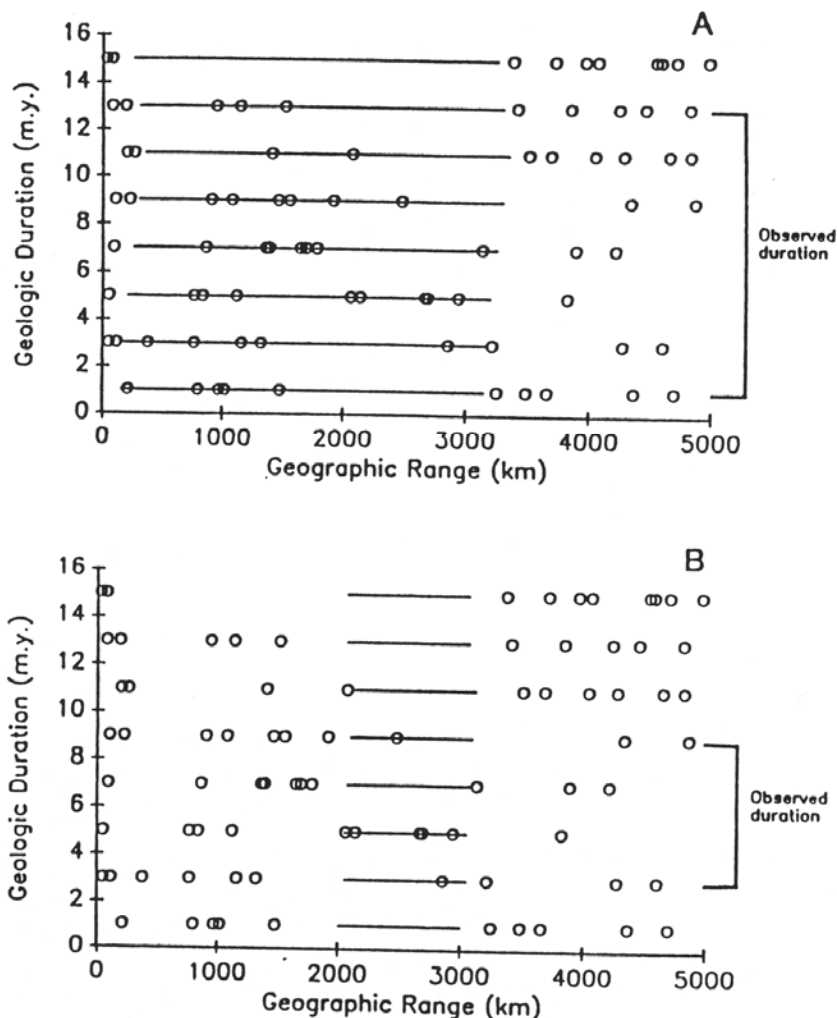 A
16
14
12
10
8
6
4
2
0
Geologic Duration (m.y.)
Observed
duration
0 1000 2000 3000 4000 5000
Geographic Range (km)
B
16
14
12
10
8
6
4
2
0
Geologic Duration (m.y.)
Observed
duration
0 1000 2000 3000 4000 5000
Geographic Range (km)